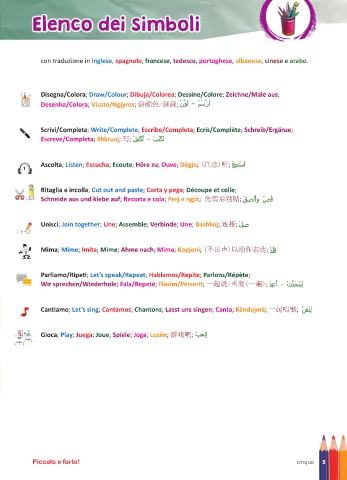 Elenco dei Simboli
con traduzione in inglese, spagnolo, francese, tedesco, portoghese, albanese, cinese e arabo.
Disegna/Colora; Draw/Colour; Dibuja/Colorea; Dessine/Colore; Zeichne/Male aus;
Desenha/Colora; Vizato/Ngjyros; 涂颜色/画画;
Scrivi/Completa; Write/Complete; Escribe/Completa; Ecris/Complète; Schreib/Ergänze;
Escreve/Completa; Shkruaj; 写;
Ascolta; Listen; Escucha; Ecoute; Höre zu; Ouve; Dëgjo; (注意)听;
Ritaglia e incolla; Cut out and paste; Corta y pega; Découpe et colle;
Schneide aus und klebe auf; Recorta e cola; Prej e ngjit; 先剪后粘贴;
Unisci; Join together; Une; Assemble; Verbinde; Une; Bashkoj; 连接;
Mima; Mime; Imita; Mime; Ahme nach; Mima; Kopjoni; (不出声)以动作表达;
Parliamo/Ripeti; Let's speak/Repeat; Hablamos/Repite; Parlons/Répète;
Wir sprechen/Wiederhole; Fala/Repete; Flasim/Përserit; 一起说/重复(一遍);
Cantiamo; Let's sing; Cantamos; Chantons; Lasst uns singen; Canta; Këndojmë; 一起唱歌;
Gioca; Play; Juega; Joue; Spiele; Joga; Luaim; 游戏吧;
Piccolo e forte!
cinque 5